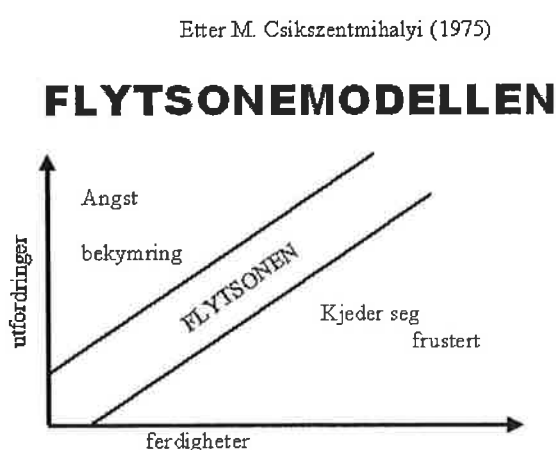 Etter M. Csikszentmihalyi (1975)
FLYTSONEMODELLEN
Angst
bekymring
utfordringer
FLYTSONEN
Kjeder seg
frustert
ferdigheter